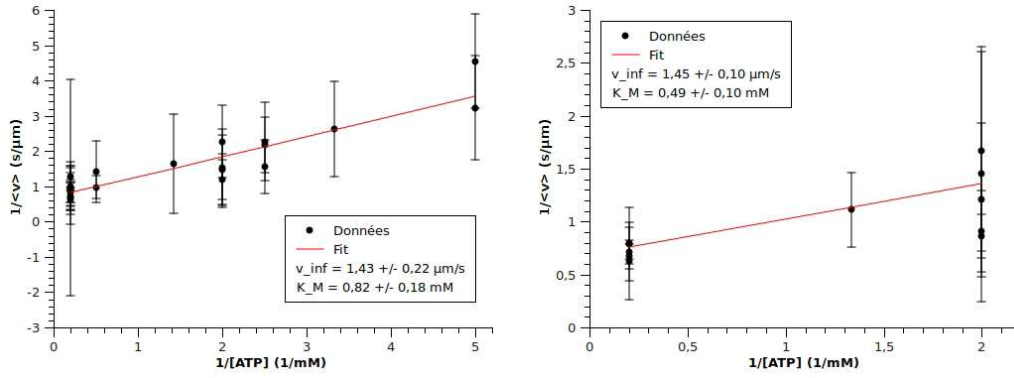 6
5
4
3
2
1
0
-1
-2
-3
0
1
2
3
4
5
1/<v> (s/μm)
1/[ATP] (1/mM)
Données
Fit
v_inf = 1,43 +/- 0,22 μm/s
K_M = 0,82 +/- 0,18 mM
3
2,5
2
1,5
1
0,5
0
0
0,5
1
1,5
2
1/<v> (s/μm)
1/[ATP] (1/mM)
Données
Fit
v_inf = 1,45 +/- 0,10 μm/s
K_M = 0,49 +/- 0,10 mM